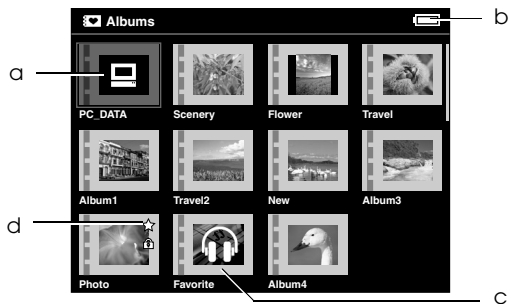 Albums
b
a
PC_DATA Scenery Flower Travel
Album1 Travel2 New Album3
d
Photo Favorite Album4
c